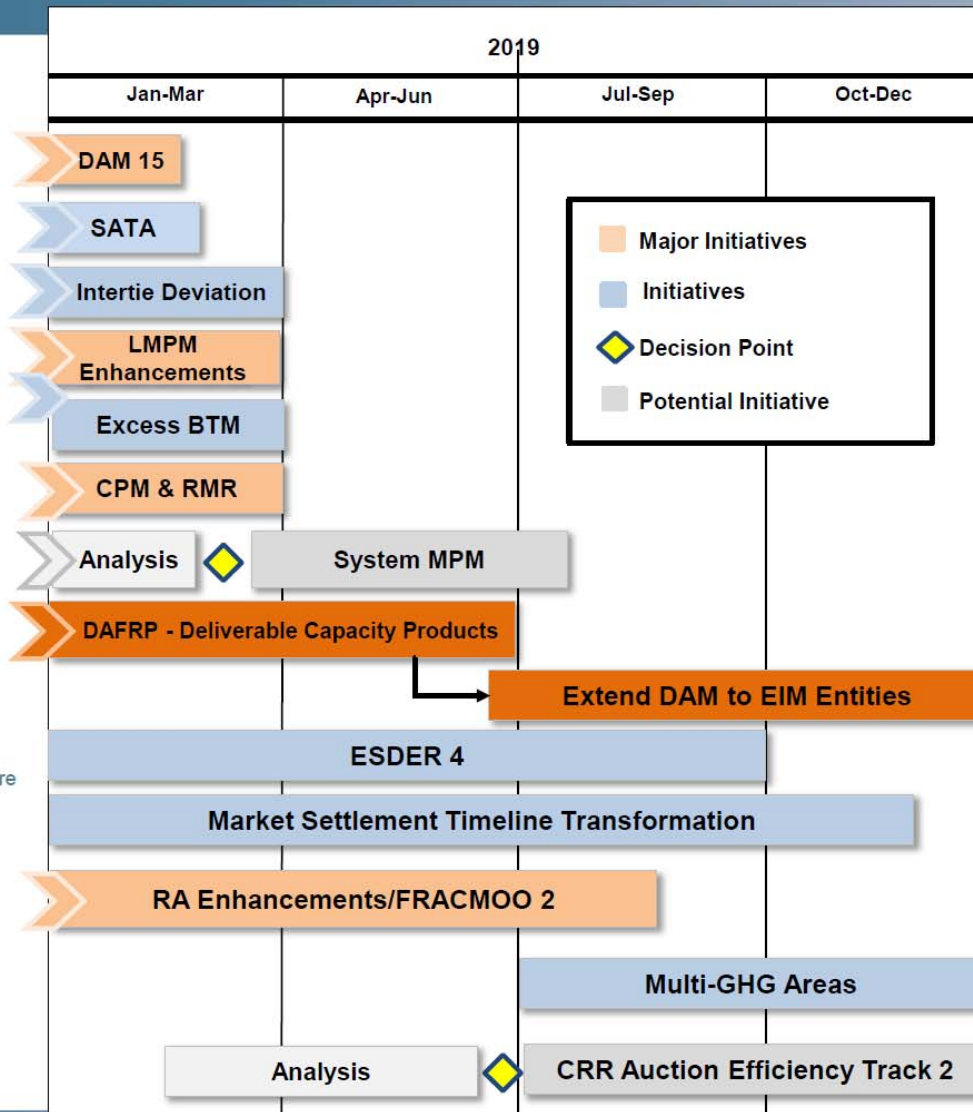 2019
Jan-Mar Apr-Jun Jul-Sep Oct-Dec
DAM 15
SATA
Intertie Deviation
LMPM
Enhancements
Excess BTM
CPM & RMR
Analysis System MPM
DAFRP - Deliverable Capacity Products
Extend DAM to EIM Entities
ESDER 4
re
Market Settlement Timeline Transformation
RA Enhancements/FRACMOO 2
Multi-GHG Areas
Analysis CRR Auction Efficiency Track 2
Major Initiatives
Initiatives
Decision Point
Potential Initiative